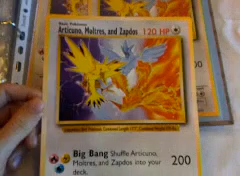 Basic Pokémon
Articuno, Moltres, and Zapdos 120 HP
Big Bang Shuffle Articuno,
Moltres, and Zapdos into your
deck.
200